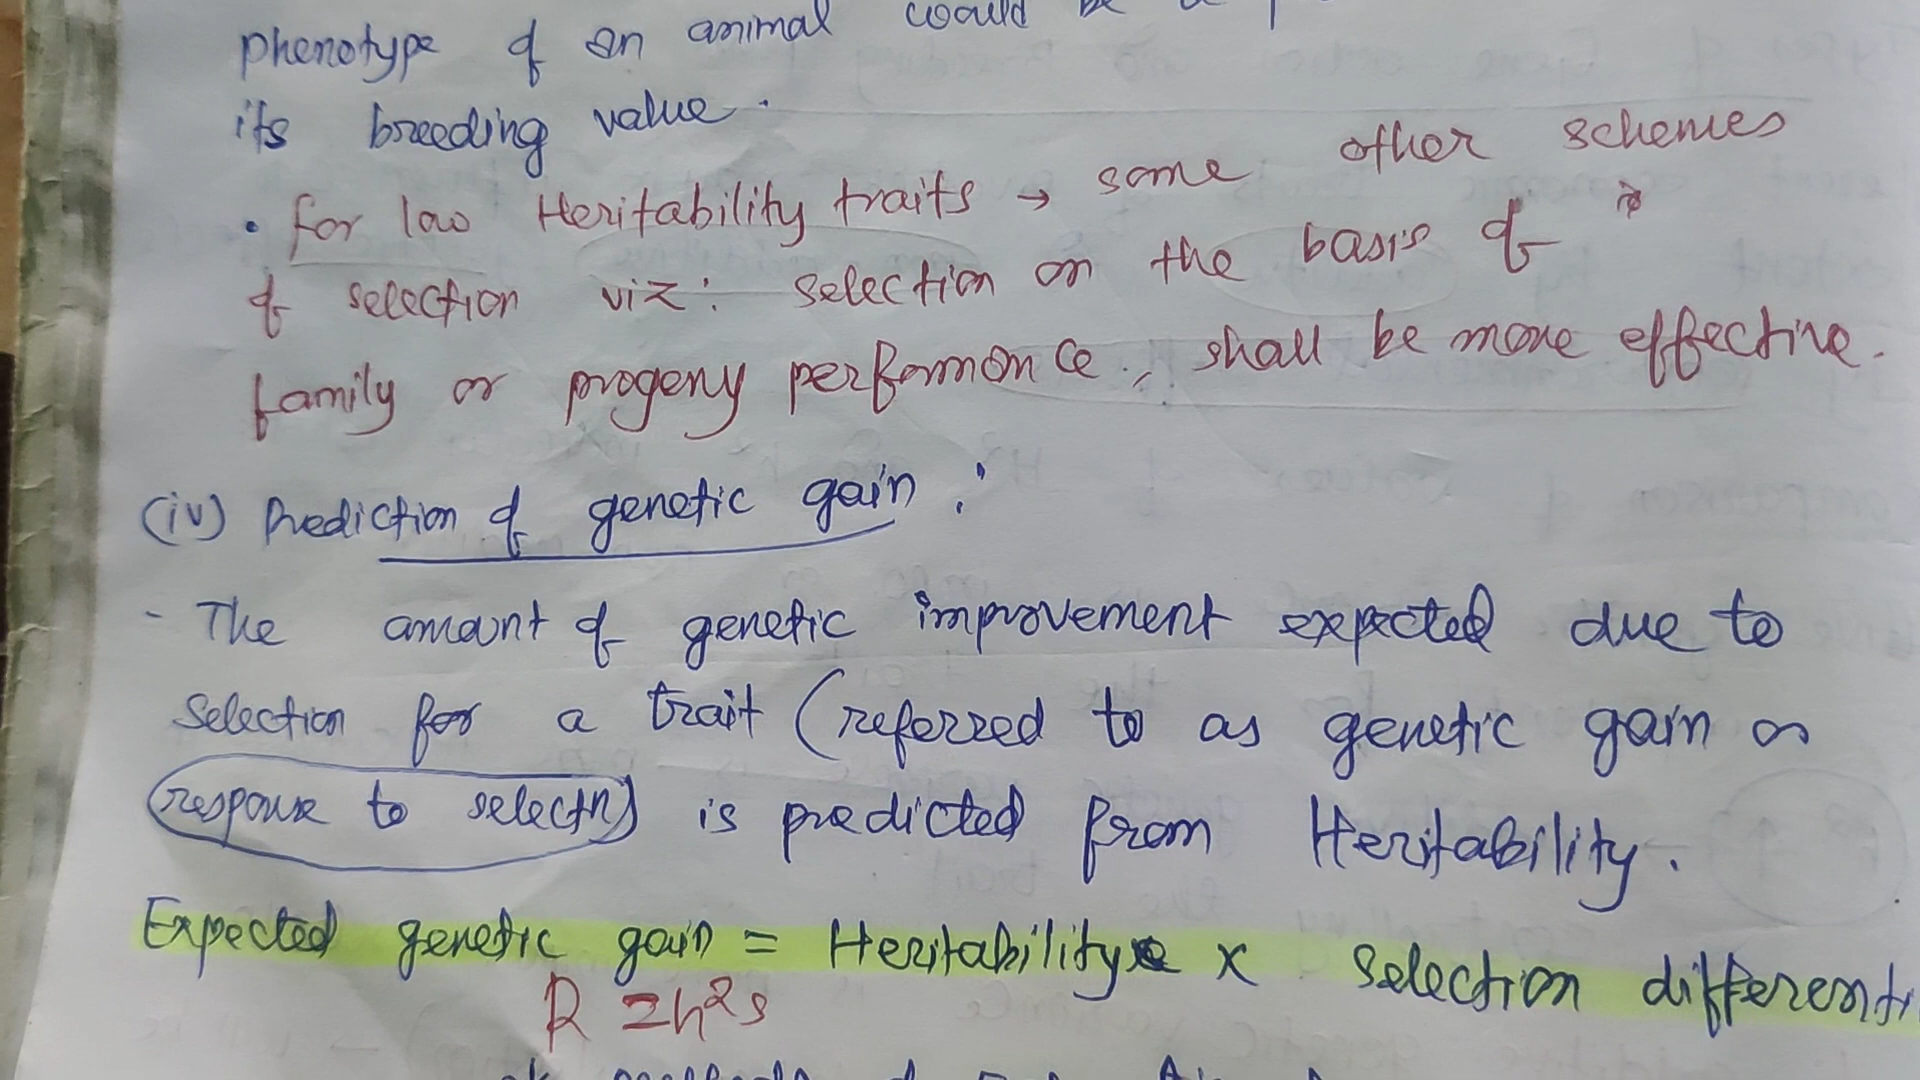 phenotype of an animal would be a
its breeding value.
• for low Heritability traits → some other schemes
of selection viz: selection on the basis of
family or progeny performance, shall be more effective.
(iv) Prediction of genetic gain :
- The amount of genetic improvement expected due to
selection for a trait (referred to as genetic gain or
response to selectn) is predicted from Heritability.
Expected genetic gain = Heritability x selection differenti
R = h²s